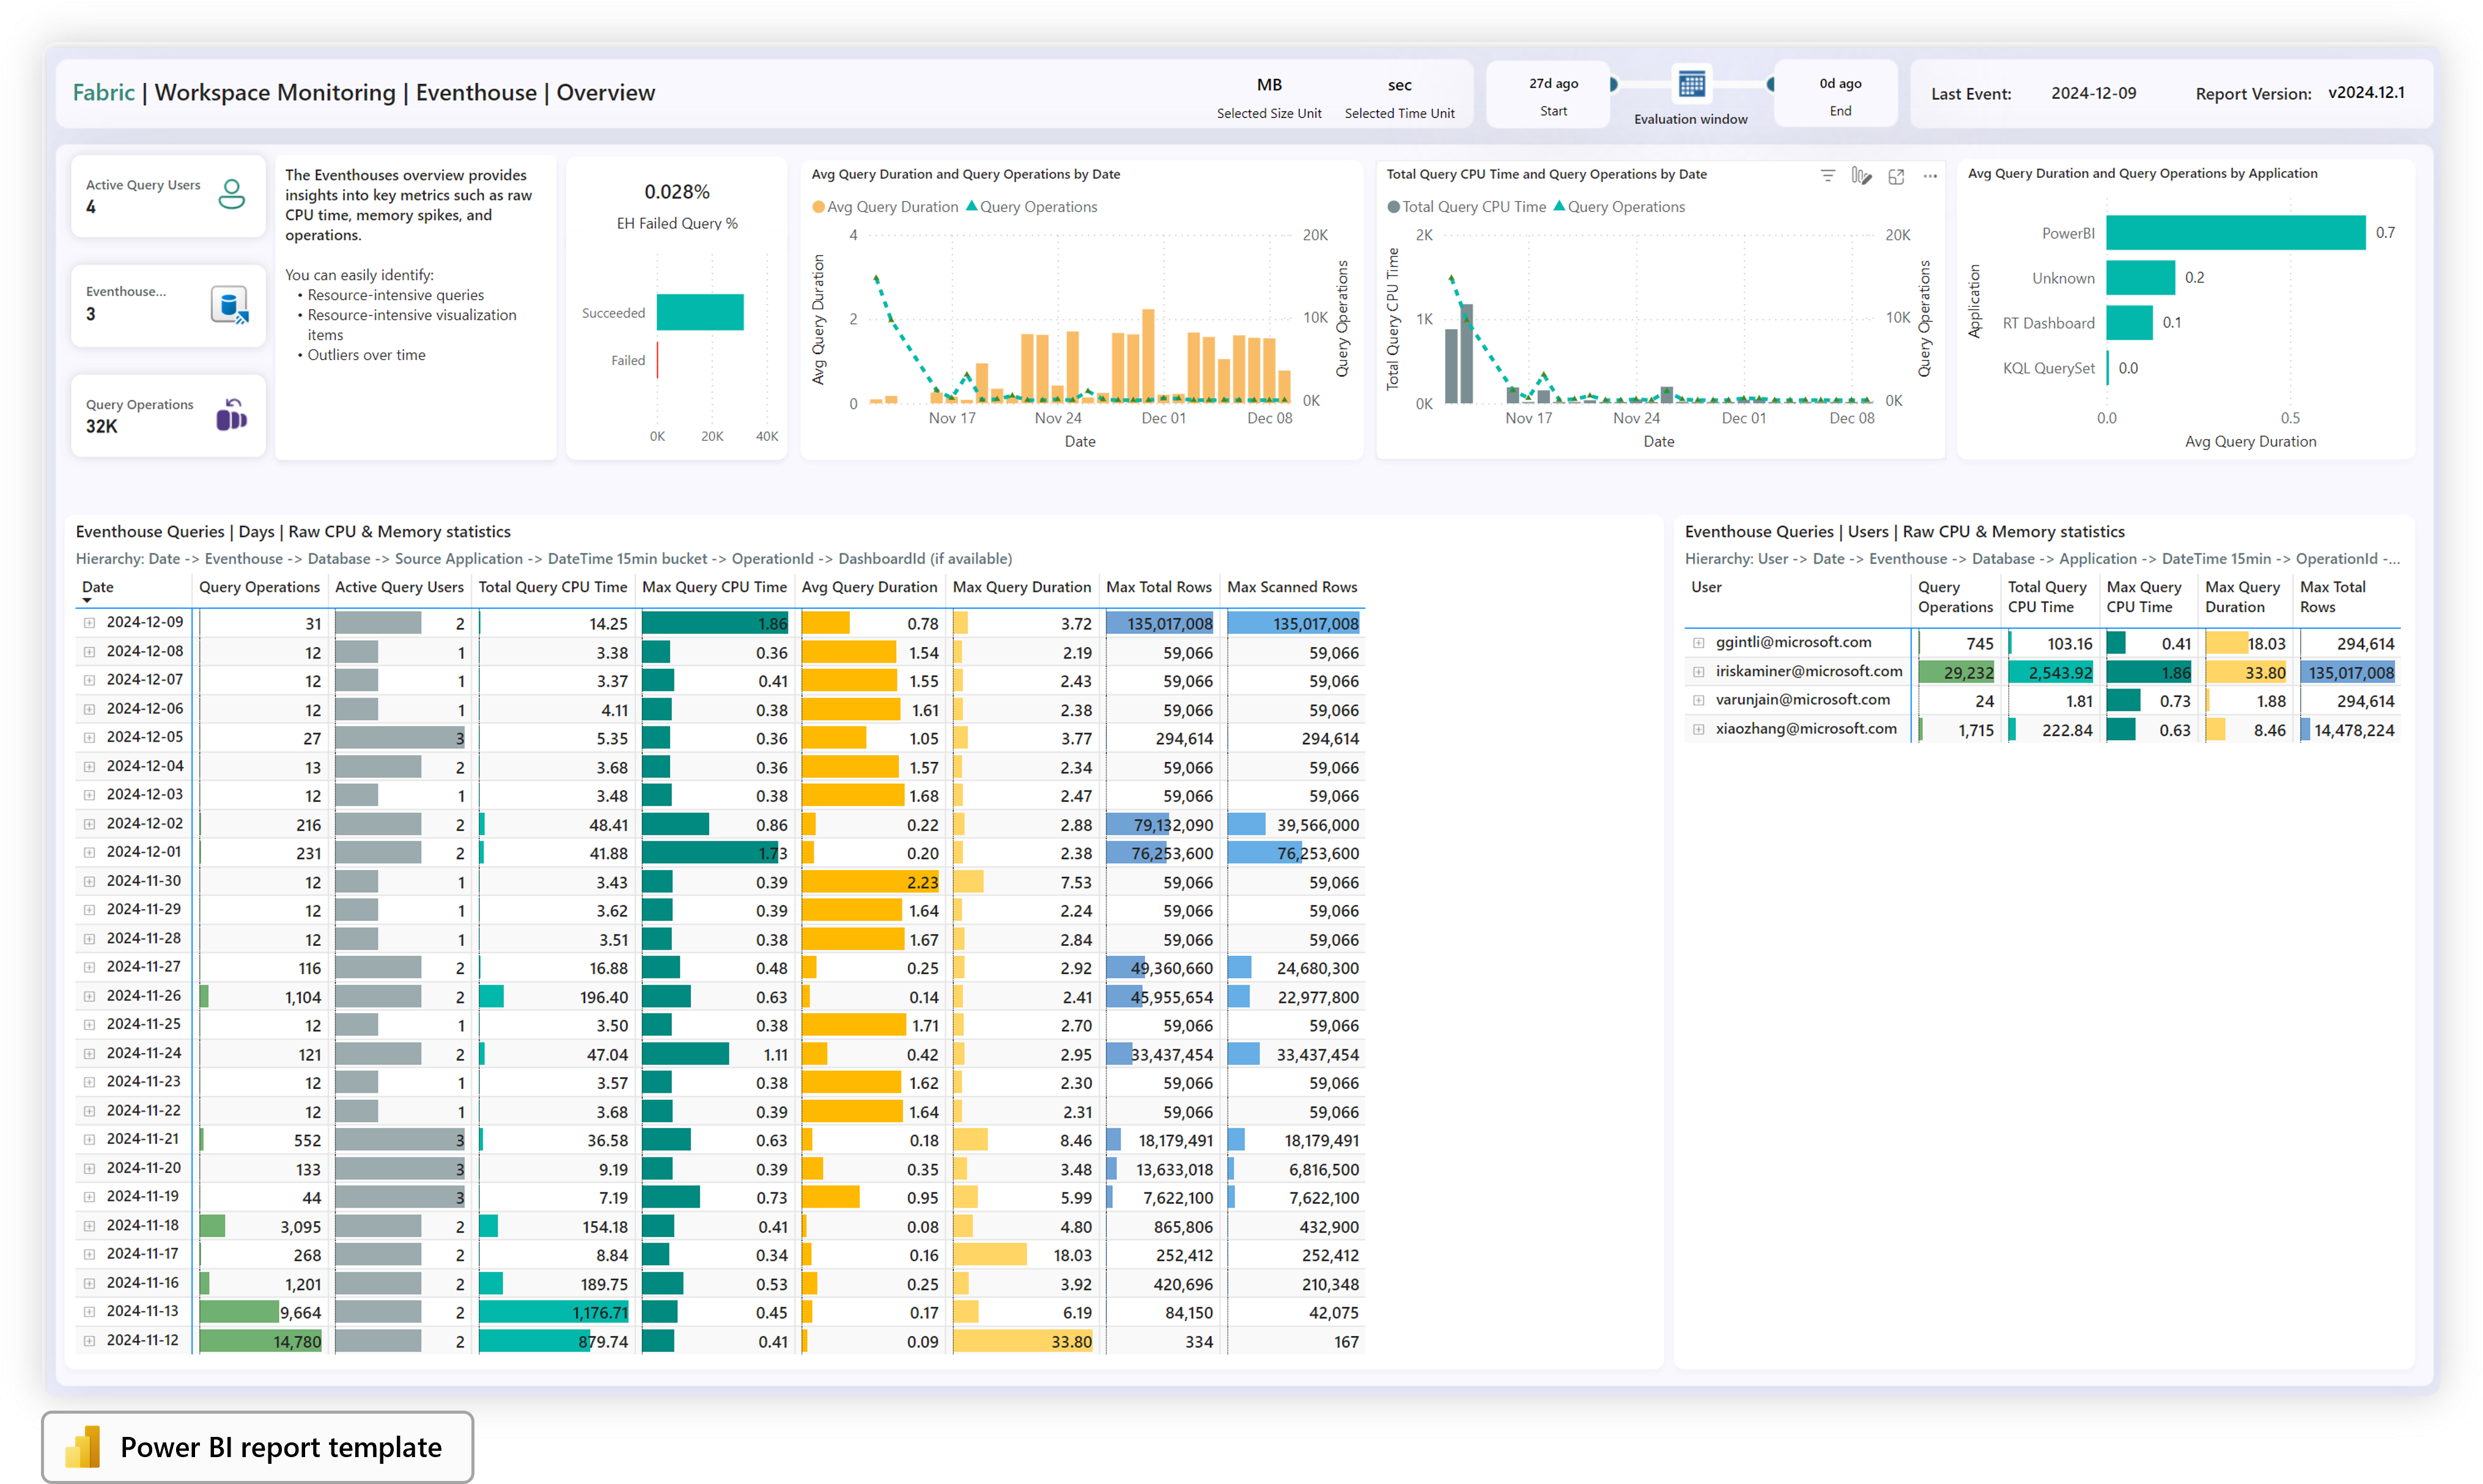 Fabric | Workspace Monitoring | Eventhouse | Overview
MB
Selected Size Unit
sec
Selected Time Unit
27d ago
Start
Evaluation window
0d ago
End
Last Event: 2024-12-09
Report Version: v2024.12.1
Active Query Users
4
Eventhouse...
3
Query Operations
32K
The Eventhouses overview provides
insights into key metrics such as raw
CPU time, memory spikes, and
operations.
You can easily identify:
• Resource-intensive queries
• Resource-intensive visualization
items
• Outliers over time
0.028%
EH Failed Query %
Succeeded
Failed
0K 20K 40K
Avg Query Duration and Query Operations by Date
Avg Query Duration Query Operations
Avg Query Duration
4
2
0
20K
10K
0K
Query Operations
Nov 17 Nov 24 Dec 01 Dec 08
Date
Total Query CPU Time and Query Operations by Date
Total Query CPU Time Query Operations
Total Query CPU Time
2K
1K
0K
20K
10K
0K
Query Operations
Nov 17 Nov 24 Dec 01 Dec 08
Date
Avg Query Duration and Query Operations by Application
Application
PowerBI 0.7
Unknown 0.2
RT Dashboard 0.1
KQL QuerySet 0.0
0.0 0.5
Avg Query Duration
Eventhouse Queries | Days | Raw CPU & Memory statistics
Hierarchy: Date -> Eventhouse -> Database -> Source Application -> DateTime 15min bucket -> OperationId -> DashboardId (if available)
Date Query Operations Active Query Users Total Query CPU Time Max Query CPU Time Avg Query Duration Max Query Duration Max Total Rows Max Scanned Rows
2024-12-09 31 2 14.25 1.86 0.78 3.72 135,017,008 135,017,008
2024-12-08 12 1 3.38 0.36 1.54 2.19 59,066 59,066
2024-12-07 12 1 3.37 0.41 1.55 2.43 59,066 59,066
2024-12-06 12 1 4.11 0.38 1.61 2.38 59,066 59,066
2024-12-05 27 3 5.35 0.36 1.05 3.77 294,614 294,614
2024-12-04 13 2 3.68 0.36 1.57 2.34 59,066 59,066
2024-12-03 12 1 3.48 0.38 1.68 2.47 59,066 59,066
2024-12-02 216 2 48.41 0.86 0.22 2.88 79,132,090 39,566,000
2024-12-01 231 2 41.88 1.73 0.20 2.38 76,253,600 76,253,600
2024-11-30 12 1 3.43 0.39 2.23 7.53 59,066 59,066
2024-11-29 12 1 3.62 0.39 1.64 2.24 59,066 59,066
2024-11-28 12 1 3.51 0.38 1.67 2.84 59,066 59,066
2024-11-27 116 2 16.88 0.48 0.25 2.92 49,360,660 24,680,300
2024-11-26 1,104 2 196.40 0.63 0.14 2.41 45,955,654 22,977,800
2024-11-25 12 1 3.50 0.38 1.71 2.70 59,066 59,066
2024-11-24 121 2 47.04 1.11 0.42 2.95 33,437,454 33,437,454
2024-11-23 12 1 3.57 0.38 1.62 2.30 59,066 59,066
2024-11-22 12 1 3.68 0.39 1.64 2.31 59,066 59,066
2024-11-21 552 3 36.58 0.63 0.18 8.46 18,179,491 18,179,491
2024-11-20 133 3 9.19 0.39 0.35 3.48 13,633,018 6,816,500
2024-11-19 44 3 7.19 0.73 0.95 5.99 7,622,100 7,622,100
2024-11-18 3,095 2 154.18 0.41 0.08 4.80 865,806 432,900
2024-11-17 268 2 8.84 0.34 0.16 18.03 252,412 252,412
2024-11-16 1,201 2 189.75 0.53 0.25 3.92 420,696 210,348
2024-11-13 9,664 2 1,176.71 0.45 0.17 6.19 84,150 42,075
2024-11-12 14,780 2 879.74 0.41 0.09 33.80 334 167
Eventhouse Queries | Users | Raw CPU & Memory statistics
Hierarchy: User -> Date -> Eventhouse -> Database -> Application -> DateTime 15min -> OperationId -...
User Query Total Query Max Query Max Query Max Total
Operations CPU Time CPU Time Duration Rows
ggintli@microsoft.com 745 103.16 0.41 18.03 294,614
iriskaminer@microsoft.com 29,232 2,543.92 1.86 33.80 135,017,008
varunjain@microsoft.com 24 1.81 0.73 1.88 294,614
xiaozhang@microsoft.com 1,715 222.84 0.63 8.46 14,478,224
Power BI report template